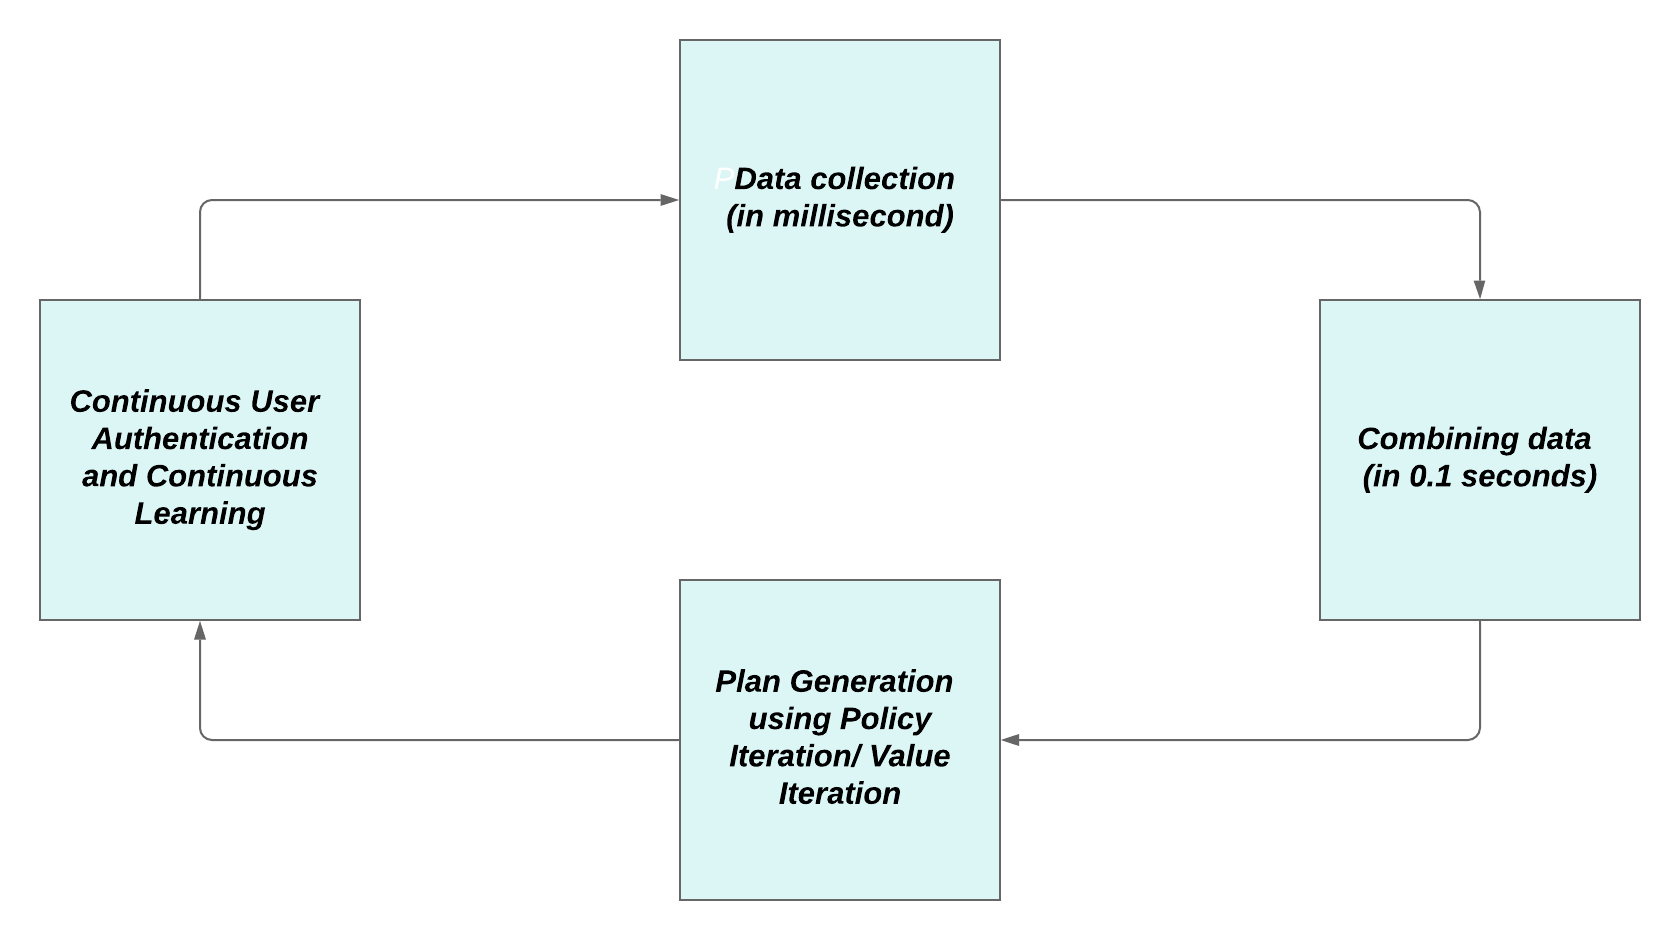 PData collection
(in millisecond)
Continuous User
Authentication
and Continuous
Learning
Combining data
(in 0.1 seconds)
Plan Generation
using Policy
Iteration/ Value
Iteration